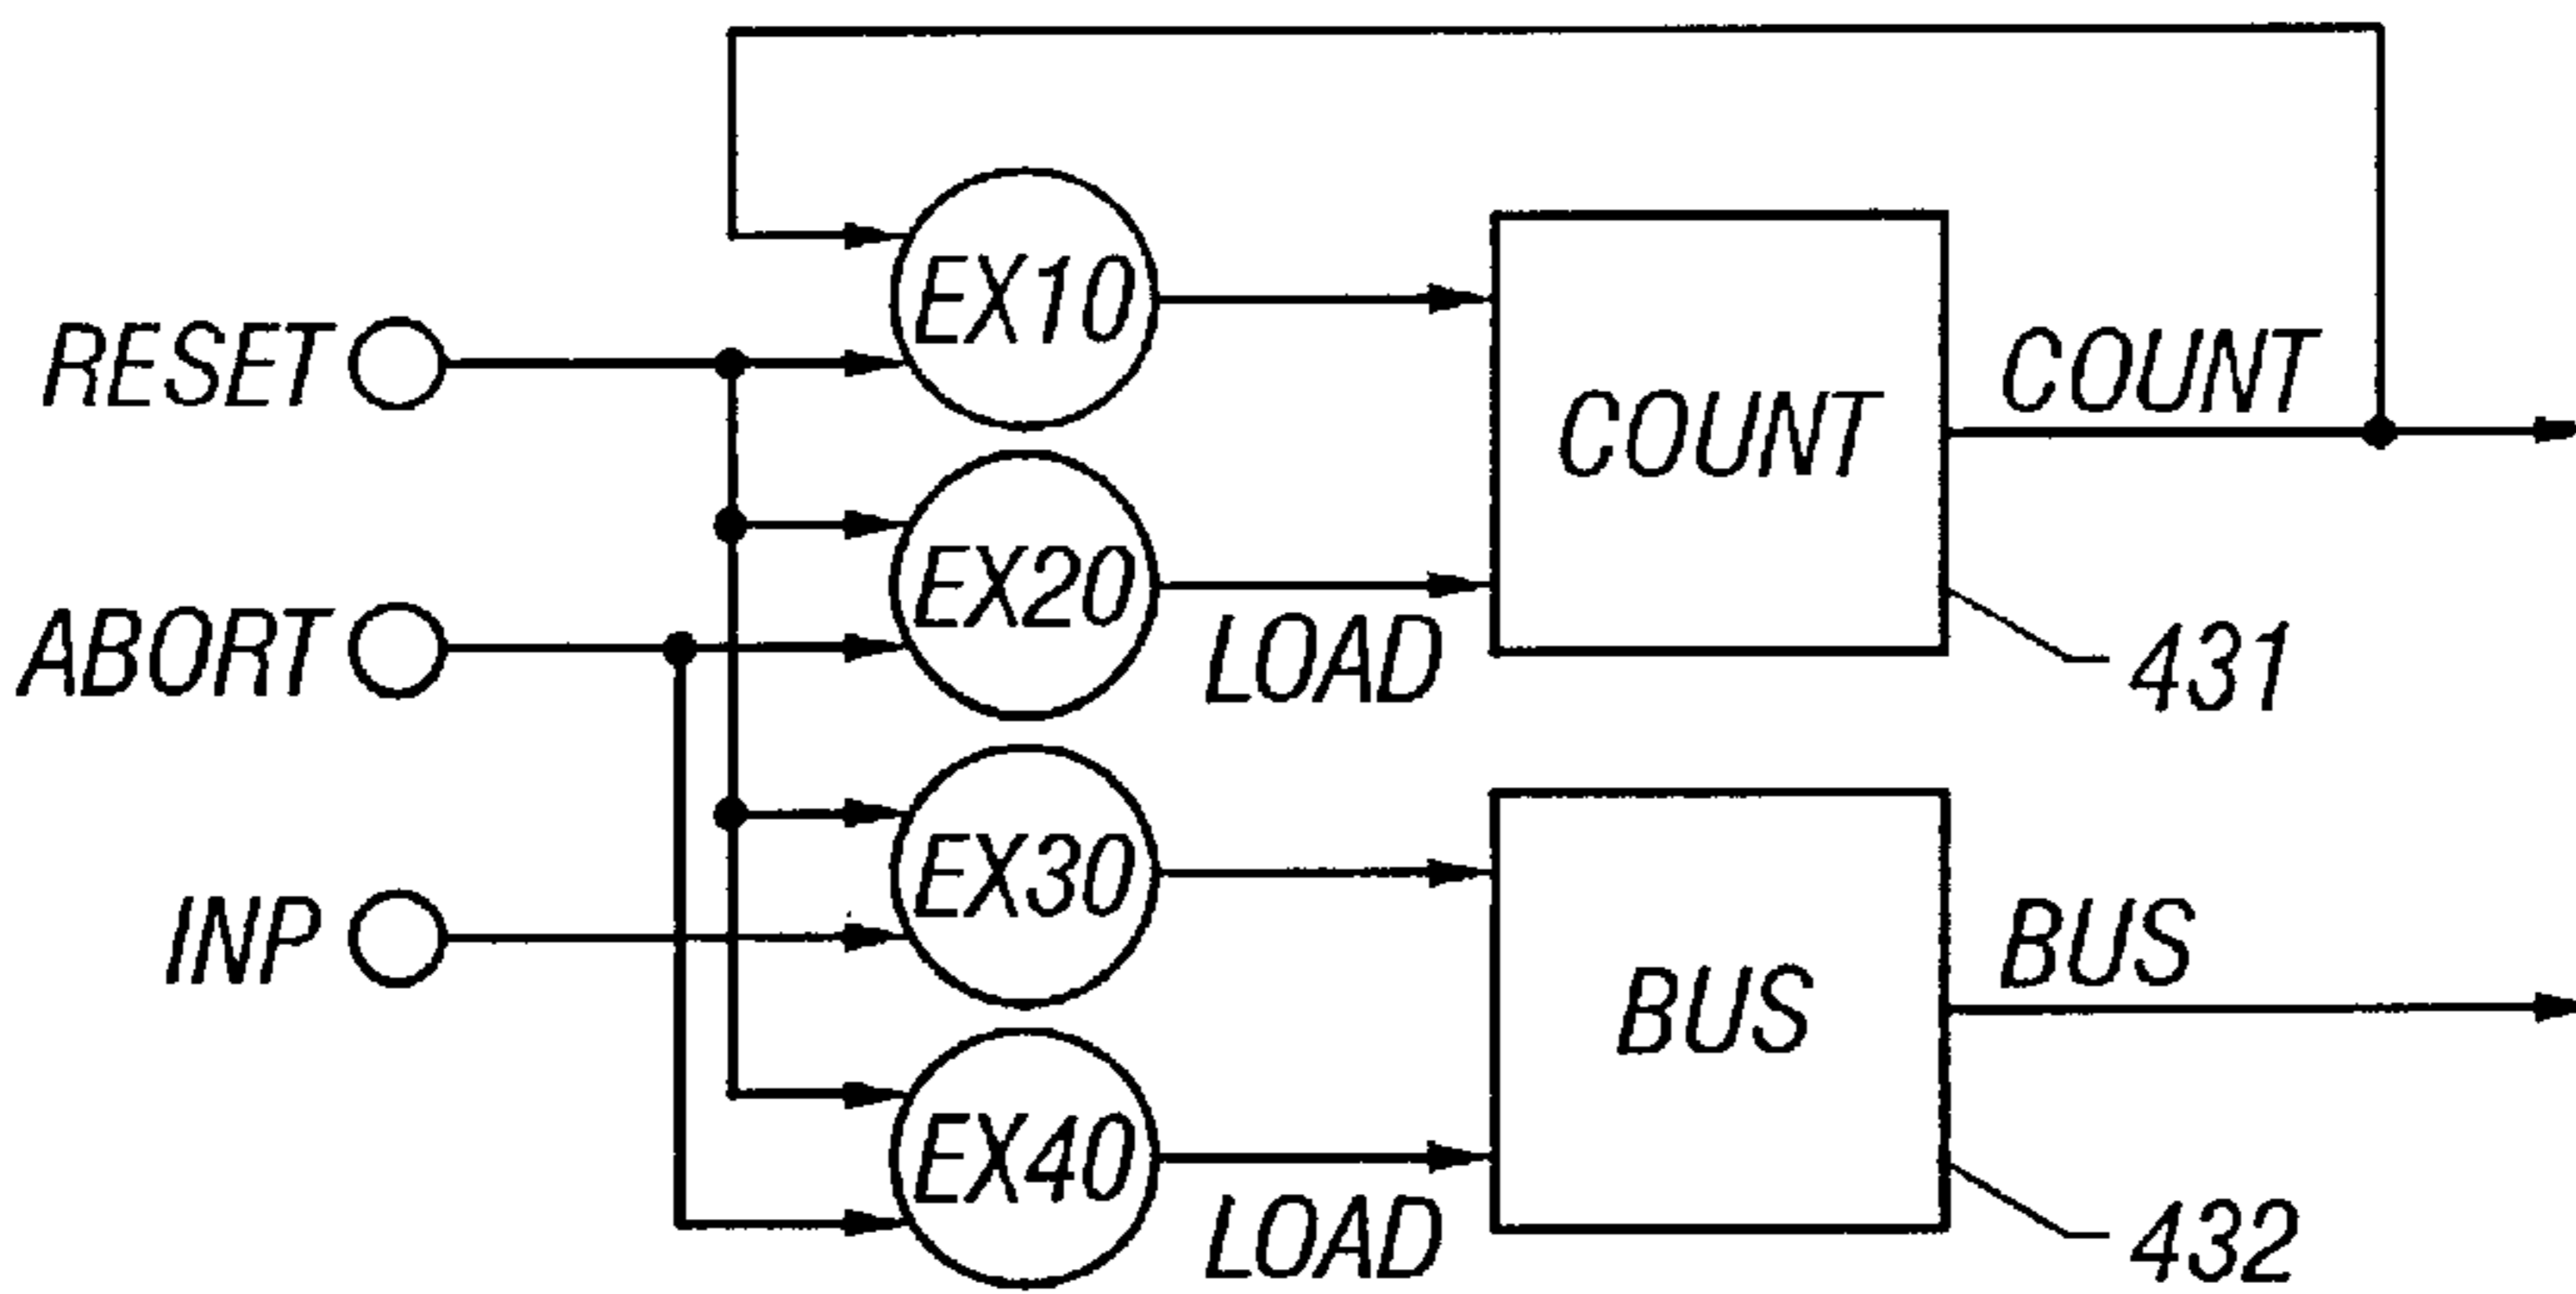 EX10
RESET
COUNT
COUNT
EX20
ABORT
LOAD
431
EX30
INP
BUS
BUS
EX40
LOAD
432